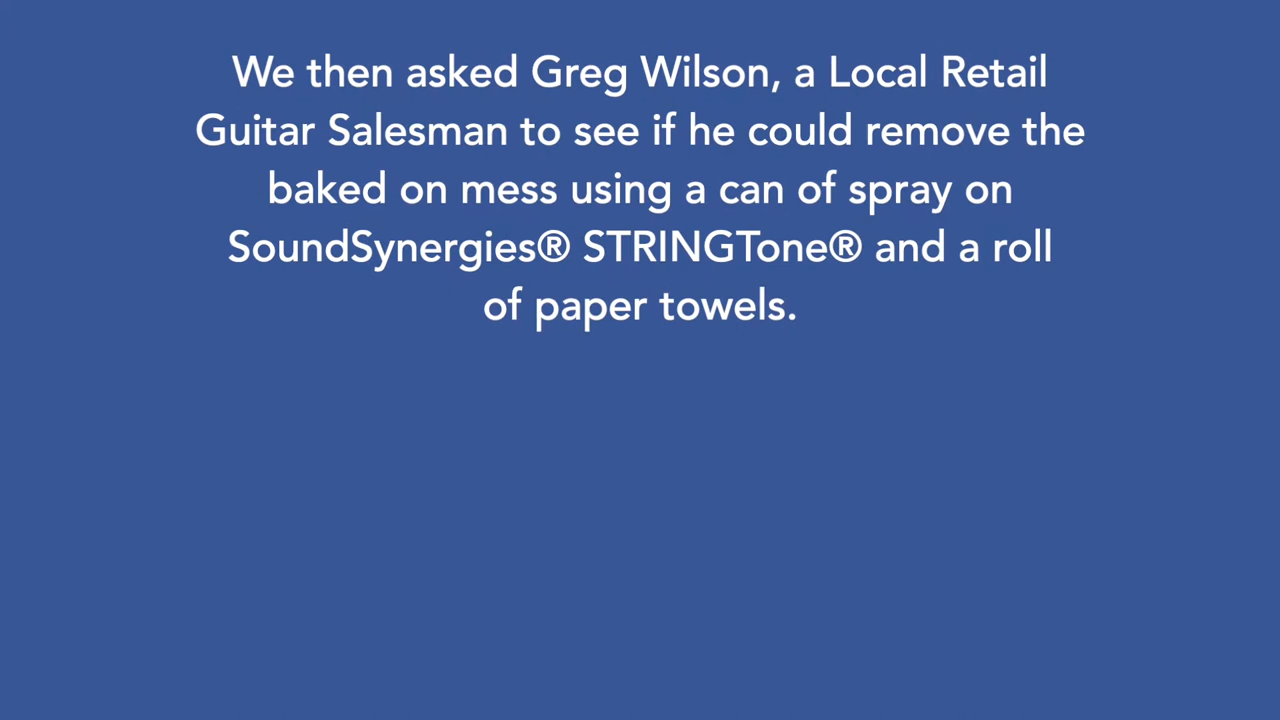 We then asked Greg Wilson, a Local Retail
Guitar Salesman to see if he could remove the
baked on mess using a can of spray on
SoundSynergies® STRINGTone® and a roll
of paper towels.